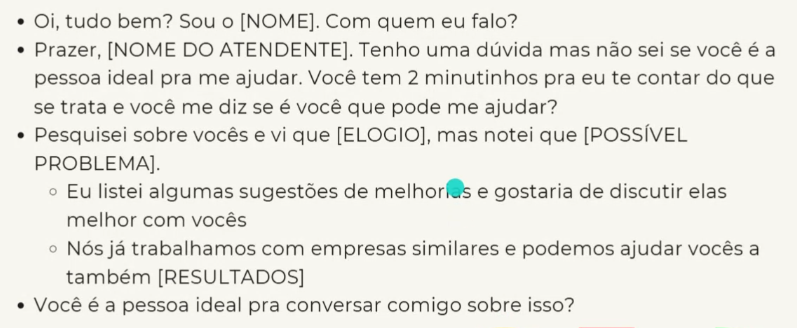 • Oi, tudo bem? Sou o [NOME]. Com quem eu falo?
• Prazer, [NOME DO ATENDENTE]. Tenho uma dúvida mas não sei se você é a
pessoa ideal pra me ajudar. Você tem 2 minutinhos pra eu te contar do que
se trata e você me diz se é você que pode me ajudar?
• Pesquisei sobre vocês e vi que [ELOGIO], mas notei que [POSSÍVEL
PROBLEMA].
◦ Eu listei algumas sugestões de melhorias e gostaria de discutir elas
melhor com vocês
◦ Nós já trabalhamos com empresas similares e podemos ajudar vocês a
também [RESULTADOS]
• Você é a pessoa ideal pra conversar comigo sobre isso?